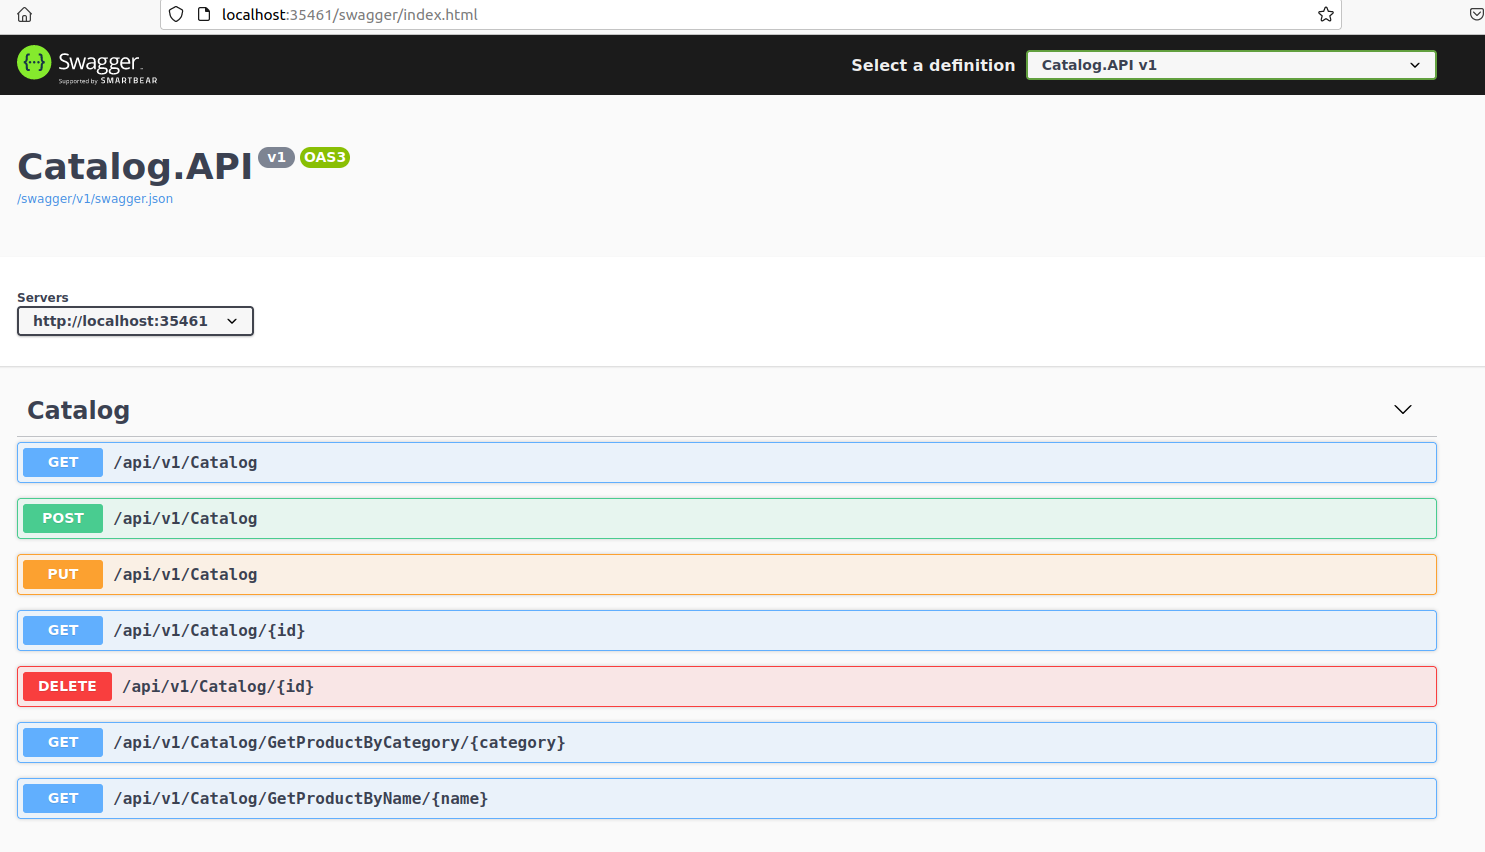 localhost:35461/swagger/index.html
Swagger
Supported by SMARTBEAR
Select a definition
Catalog.API v1
Catalog.API v1 OAS3
/swagger/v1/swagger.json
Servers
http://localhost:35461
Catalog
GET /api/v1/Catalog
POST /api/v1/Catalog
PUT /api/v1/Catalog
GET /api/v1/Catalog/{id}
DELETE /api/v1/Catalog/{id}
GET /api/v1/Catalog/GetProductByCategory/{category}
GET /api/v1/Catalog/GetProductByName/{name}